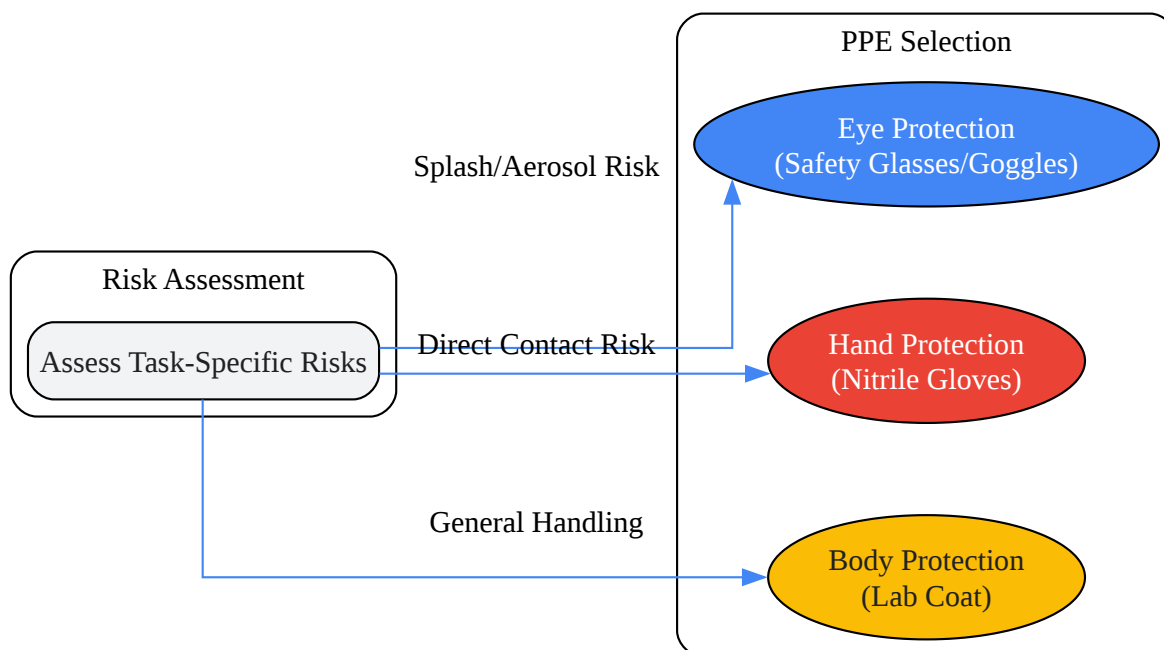 PPE Selection
Eye Protection
(Safety Glasses/Goggles)
Splash/Aerosol Risk
Risk Assessment
Assess Task-Specific Risks
Direct Contact Risk
Hand Protection
(Nitrile Gloves)
General Handling
Body Protection
(Lab Coat)